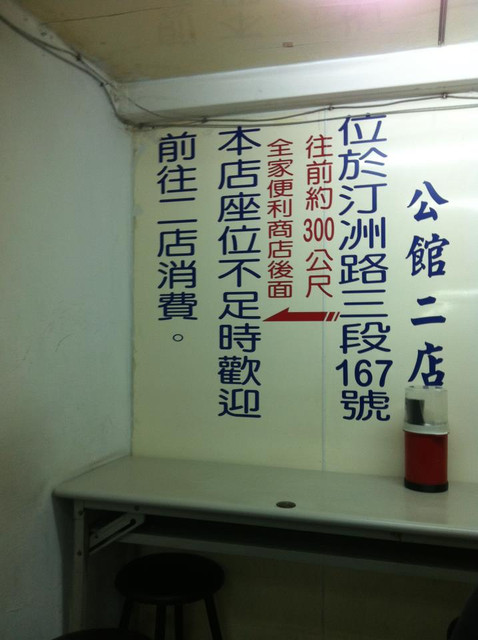 公館二店
位於汀洲路三段167號
往前約300公尺
全家便利商店後面
本店座位不足時歡迎
前往二店消費。